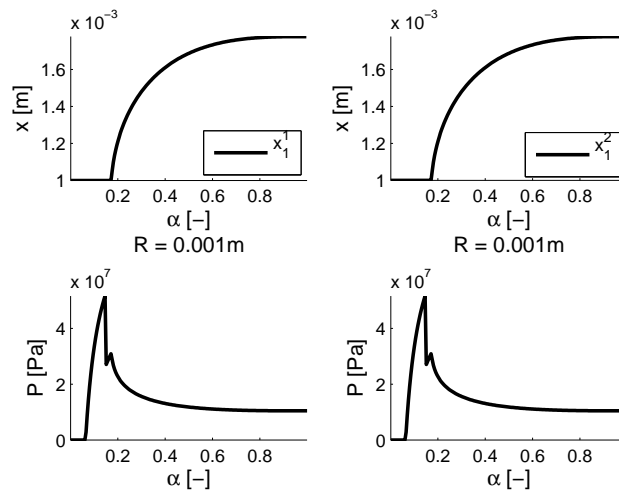 x 10⁻³ x 10⁻³
1.6 1.6
x [m] x [m]
1.4 1.4
1.2 1.2
x₁¹ x₁²
1 1
0.2 0.4 0.6 0.8 0.2 0.4 0.6 0.8
α [−] α [−]
R = 0.001m R = 0.001m
x 10⁷ x 10⁷
4 4
P [Pa] P [Pa]
2 2
0 0
0.2 0.4 0.6 0.8 0.2 0.4 0.6 0.8
α [−] α [−]